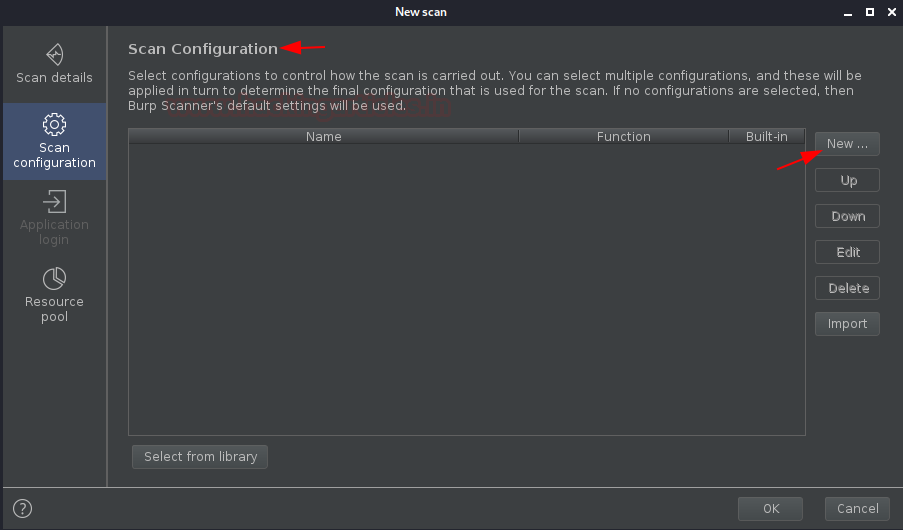 New scan
Scan details
Scan
configuration
Application
login
Resource
pool
Scan Configuration
Select configurations to control how the scan is carried out. You can select multiple configurations, and these will be
applied in turn to determine the final configuration that is used for the scan. If no configurations are selected, then
Burp Scanner's default settings will be used.
Name Function Built-in
New ...
Up
Down
Edit
Delete
Import
Select from library
? OK Cancel